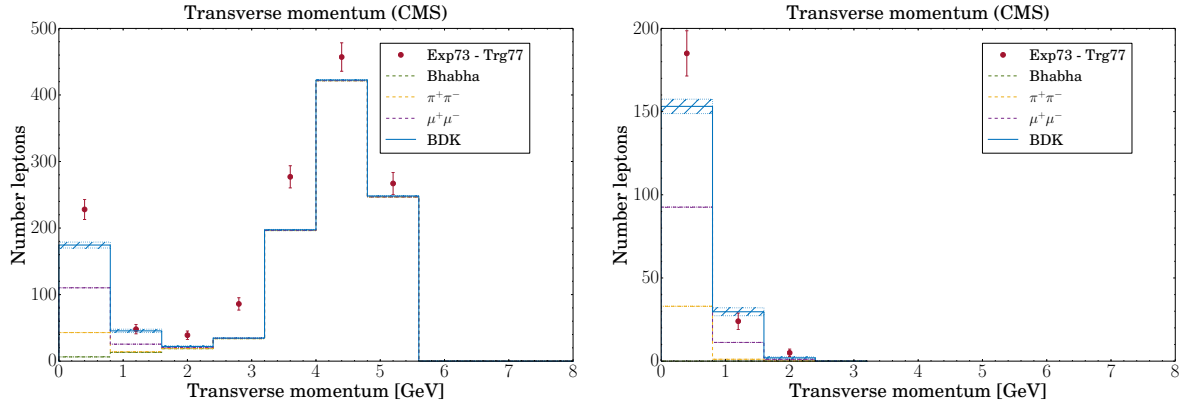 Transverse momentum (CMS)
500
400
300
200
100
0
Number leptons
Exp73 - Trg77
Bhabha
π⁺π⁻
μ⁺μ⁻
BDK
0 1 2 3 4 5 6 7 8
Transverse momentum [GeV]
Transverse momentum (CMS)
200
150
100
50
0
Number leptons
Exp73 - Trg77
Bhabha
π⁺π⁻
μ⁺μ⁻
BDK
0 1 2 3 4 5 6 7 8
Transverse momentum [GeV]